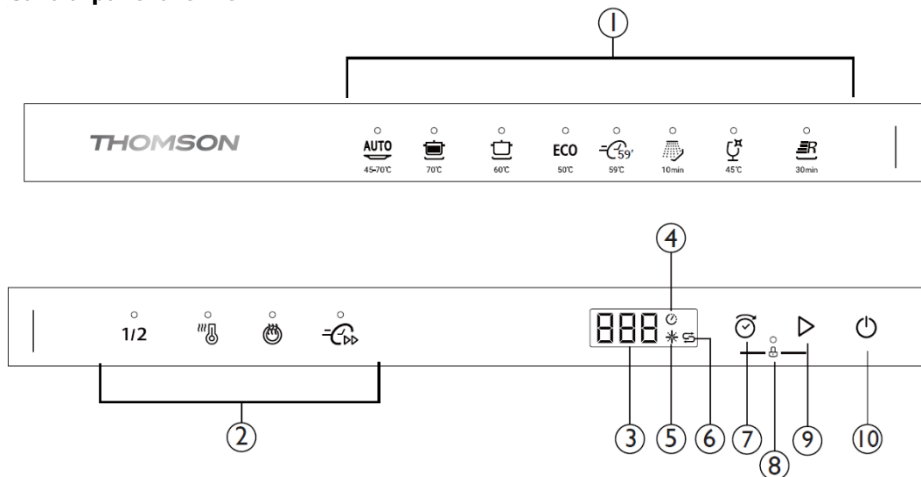 1
THOMSON
AUTO ECO 59' R
45-70℃ 70℃ 60℃ 50℃ 59℃ 10min 45℃ 30min
4
1/2 888
2 3 5 6 7 8 9 10